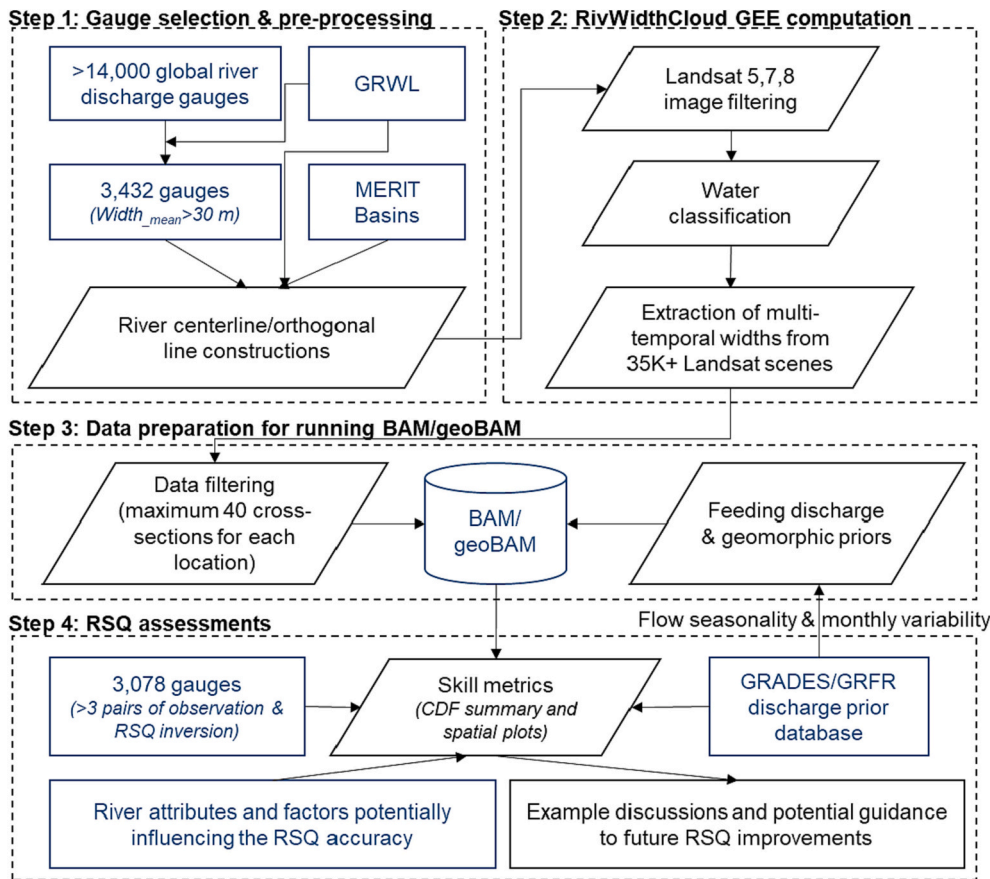 Step 1: Gauge selection & pre-processing
>14,000 global river
discharge gauges
GRWL
3,432 gauges
(Width_mean>30 m)
MERIT
Basins
River centerline/orthogonal
line constructions
Step 2: RivWidthCloud GEE computation
Landsat 5,7,8
image filtering
Water
classification
Extraction of multi-
temporal widths from
35K+ Landsat scenes
Step 3: Data preparation for running BAM/geoBAM
Data filtering
(maximum 40 cross-
sections for each
location)
BAM/
geoBAM
Feeding discharge
& geomorphic priors
Flow seasonality & monthly variability
Step 4: RSQ assessments
3,078 gauges
(>3 pairs of observation &
RSQ inversion)
Skill metrics
(CDF summary and
spatial plots)
GRADES/GRFR
discharge prior
database
River attributes and factors potentially
influencing the RSQ accuracy
Example discussions and potential guidance
to future RSQ improvements